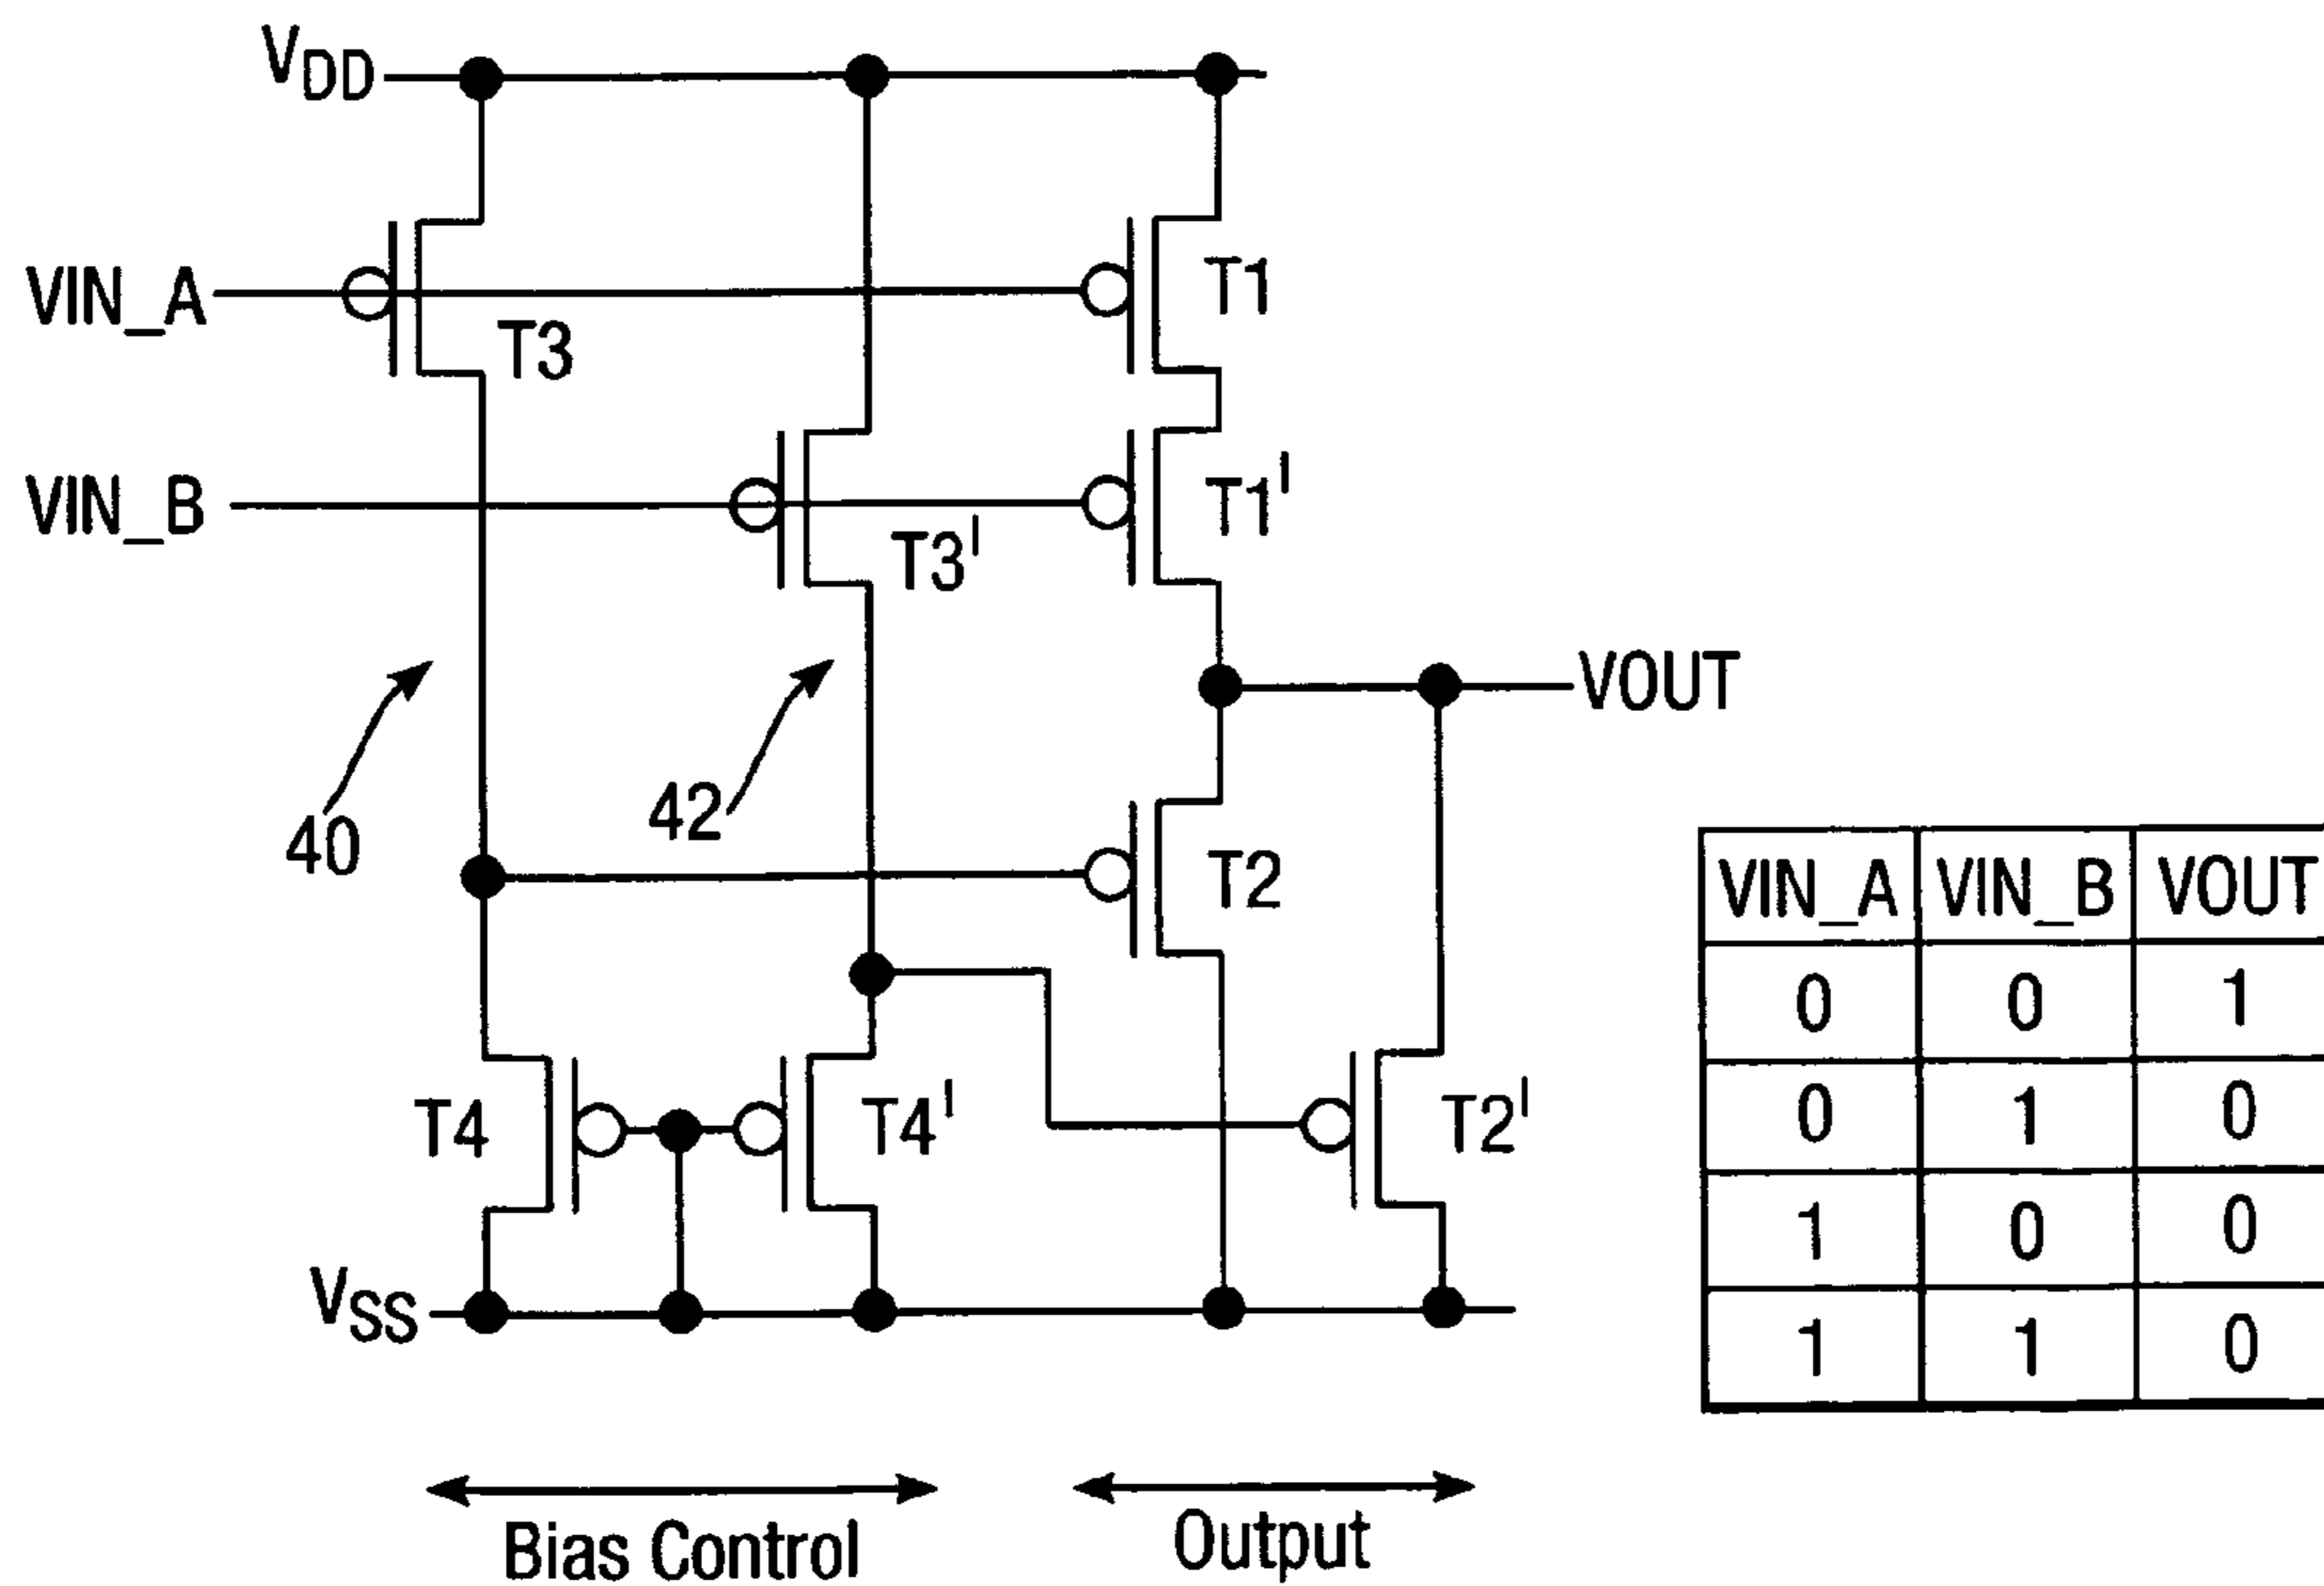 VDD
VIN_A
T3
T1
VIN_B
T3'
T1'
40
42
VOUT
T2
T4
T4'
T2'
VSS
Bias Control
Output
VIN_A VIN_B VOUT
0 0 1
0 1 0
1 0 0
1 1 0